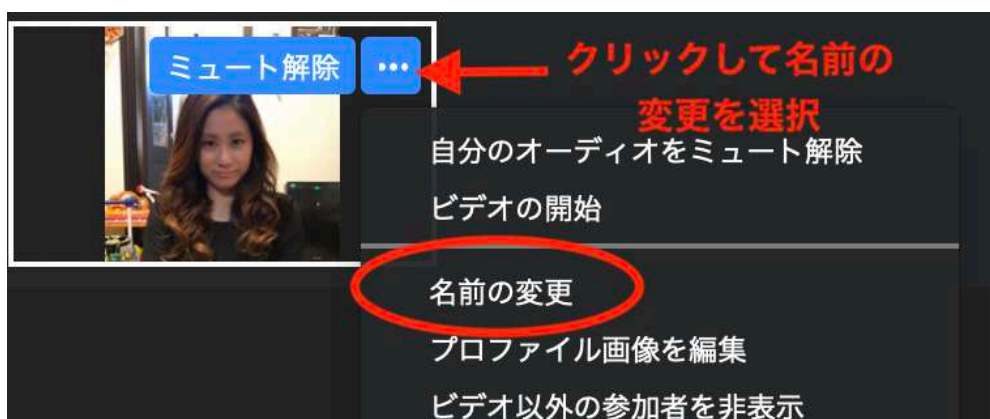 ミュート解除
•••
クリックして名前の
変更を選択
自分のオーディオをミュート解除
ビデオの開始
名前の変更
プロファイル画像を編集
ビデオ以外の参加者を非表示